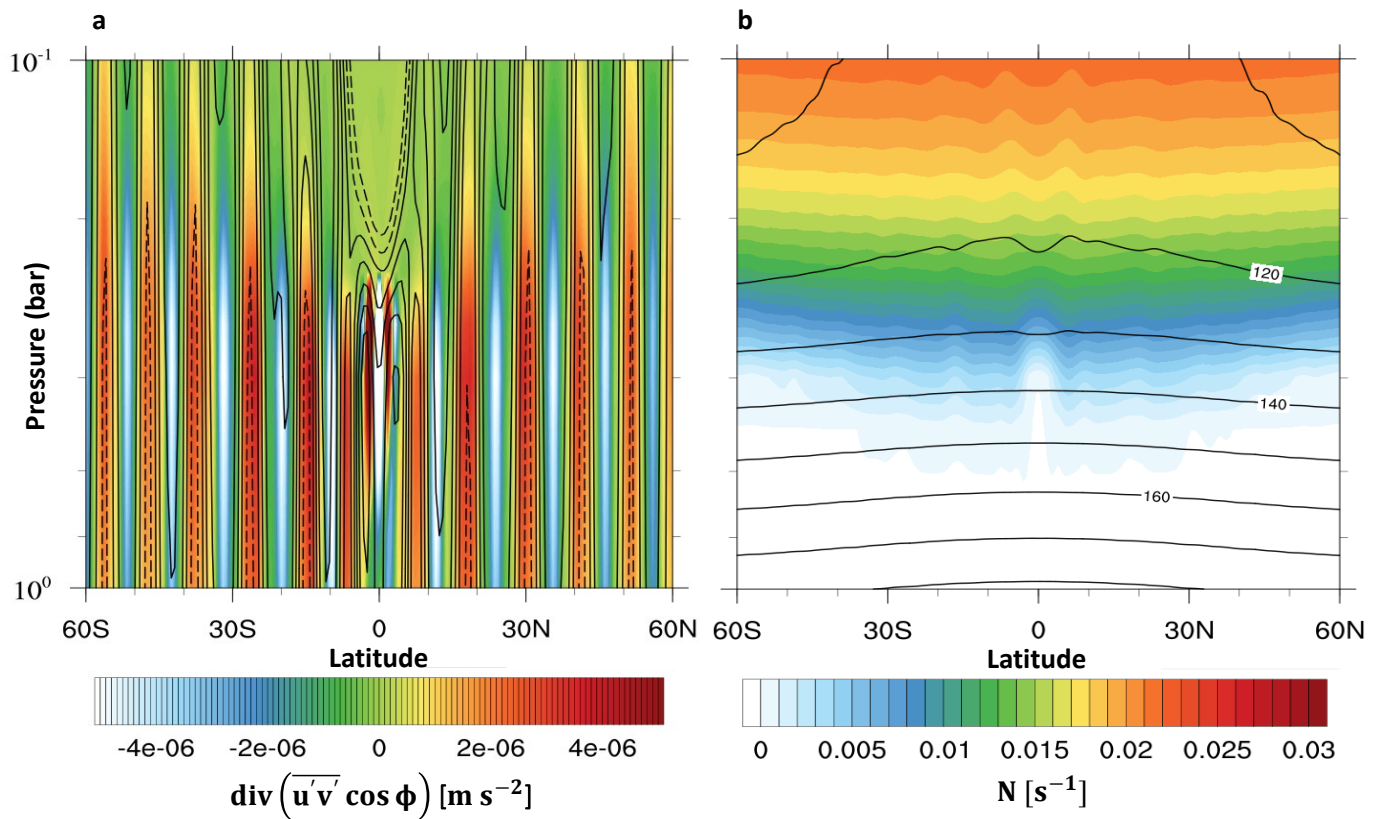 a
b
10⁻¹
10⁰
Pressure (bar)
60S 30S 0 30N 60N
Latitude
-4e-06 -2e-06 0 2e-06 4e-06
div (u′v′ cos ϕ) [m s⁻²]
120
140
160
60S 30S 0 30N 60N
Latitude
0 0.005 0.01 0.015 0.02 0.025 0.03
N [s⁻¹]